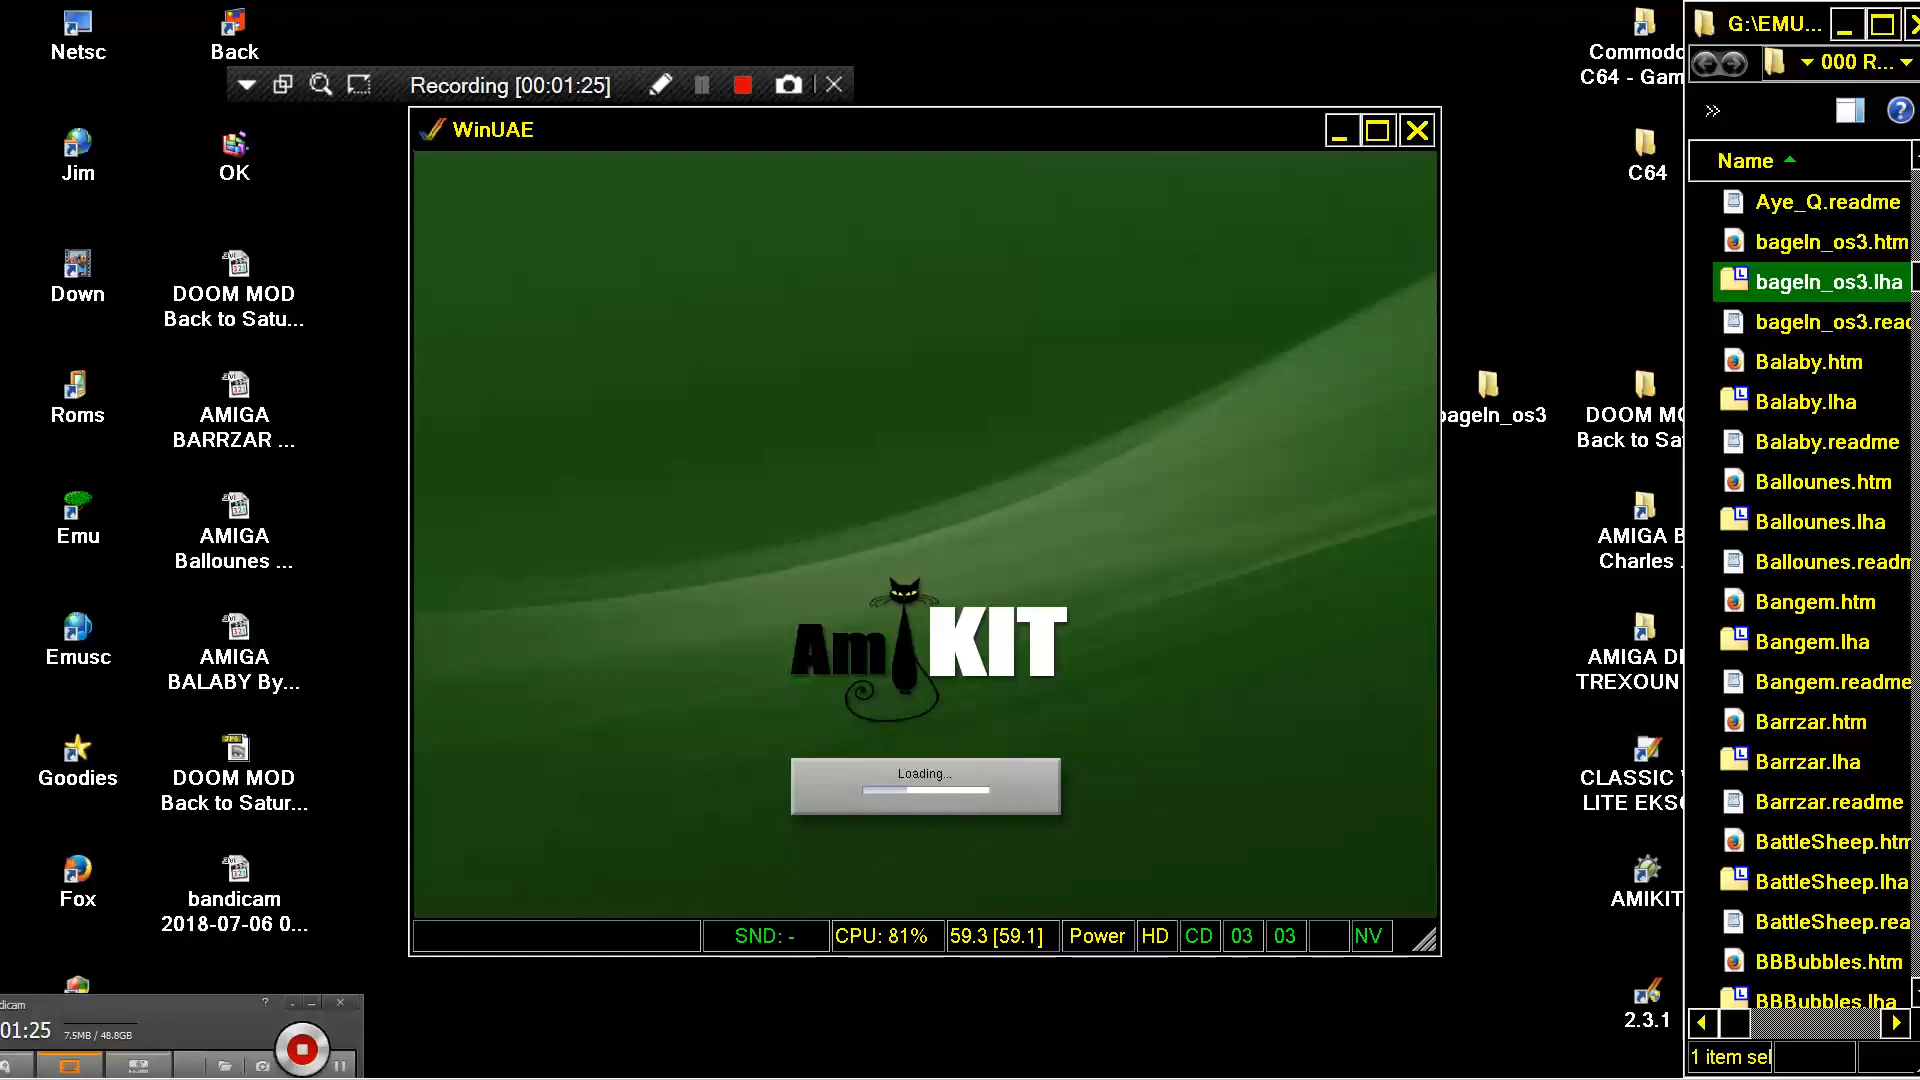 Netsc
Back
Jim
OK
Down
DOOM MOD
Back to Satu...
Roms
AMIGA
BARRZAR ...
Emu
AMIGA
Ballounes ...
Emusc
AMIGA
BALABY By...
Goodies
DOOM MOD
Back to Satur...
Fox
bandicam
2018-07-06 0...
Recording [00:01:25]
WinUAE
AmiKIT
Loading...
SND: -
CPU: 81%
59.3 [59.1]
Power
HD
CD
03
03
NV
dicam
01:25
7.5MB / 48.8GB
bageln_os3
Commodo
C64 - Gam
C64
DOOM MO
Back to Sa
AMIGA B
Charles .
AMIGA DI
TREXOUN
CLASSIC
LITE EKS
AMIKIT
2.3.1
G:\EMU...
000 R...
Name
Aye_Q.readme
bageln_os3.htm
bageln_os3.lha
bageln_os3.read
Balaby.htm
Balaby.lha
Balaby.readme
Ballounes.htm
Ballounes.lha
Ballounes.readm
Bangem.htm
Bangem.lha
Bangem.readme
Barrzar.htm
Barrzar.lha
Barrzar.readme
BattleSheep.htm
BattleSheep.lha
BattleSheep.rea
BBBubbles.htm
BBBubbles.lha
1 item sel